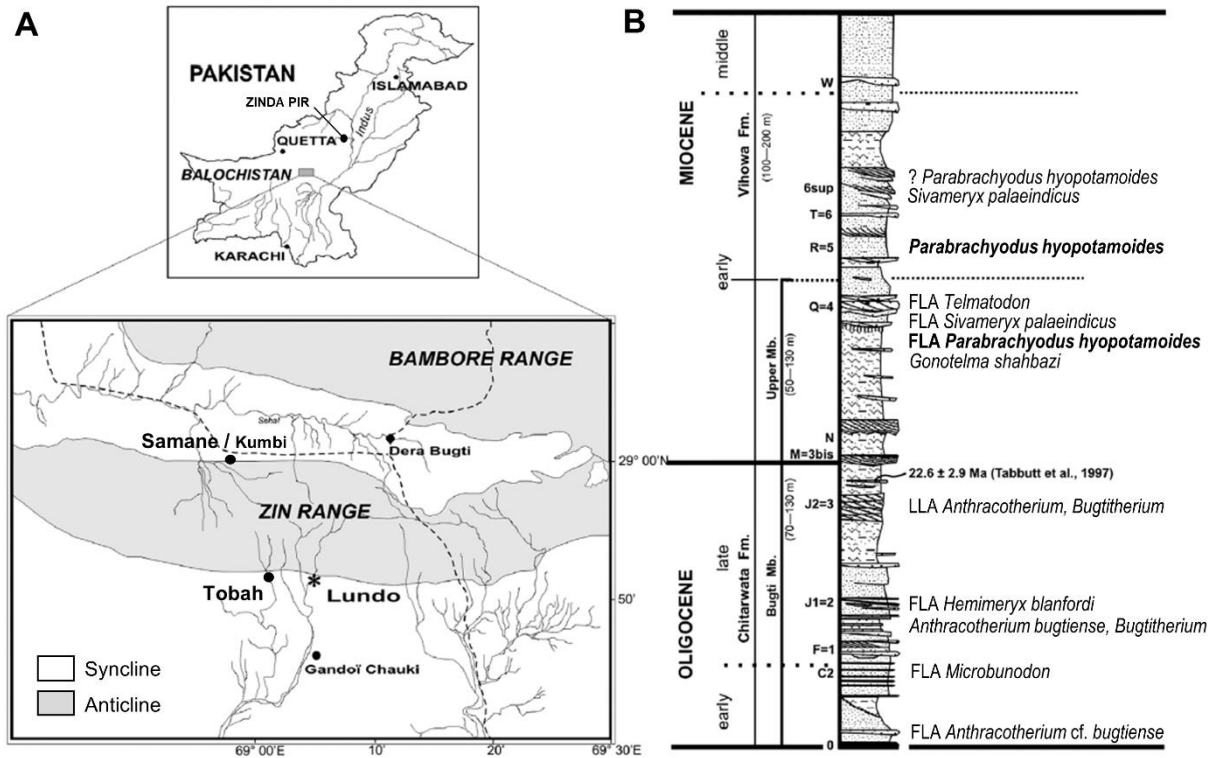 A
PAKISTAN
ISLAMABAD
ZINDA PIR
Indus
QUETTA
BALOCHISTAN
KARACHI
BAMBORE RANGE
Sehaf
Samane / Kumbi
Dera Bugti
29° 00'N
ZIN RANGE
Tobah
Lundo
50'
Gandoï Chauki
Syncline
Anticline
69° 00'E
10'
20'
69° 30'E
B
MIOCENE
OLIGOCENE
middle
early
late
early
Vihowa Fm.
(100—200 m)
Chitarwata Fm.
Upper Mb.
(50—130 m)
Bugti Mb.
(70—130 m)
W
6sup
T=6
R=5
Q=4
N
M=3bis
J2=3
J1=2
F=1
C2
0
? Parabrachyodus hyopotamoides
Sivameryx palaeindicus
Parabrachyodus hyopotamoides
FLA Telmatodon
FLA Sivameryx palaeindicus
FLA Parabrachyodus hyopotamoides
Gonotelma shahbazi
22.6 ± 2.9 Ma (Tabbutt et al., 1997)
LLA Anthracotherium, Bugtitherium
FLA Hemimeryx blanfordi
Anthracotherium bugtiense, Bugtitherium
FLA Microbunodon
FLA Anthracotherium cf. bugtiense